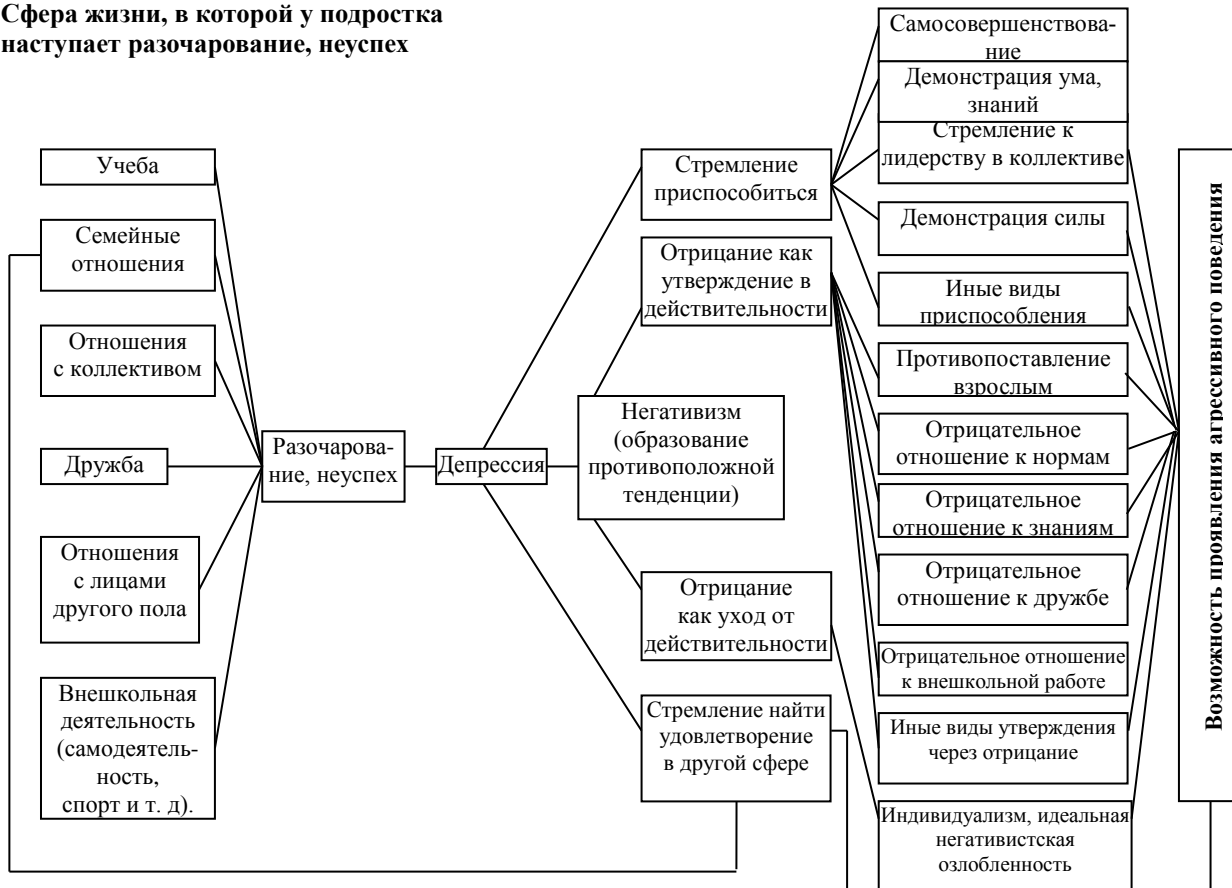 Сфера жизни, в которой у подростка
наступает разочарование, неуспех
Учеба
Семейные
отношения
Отношения
с коллективом
Дружба
Отношения
с лицами
другого пола
Внешкольная
деятельность
(самодеятель-
ность,
спорт и т. д).
Разочарова-
ние, неуспех
Депрессия
Стремление
приспособиться
Отрицание как
утверждение в
действительности
Негативизм
(образование
противоположной
тенденции)
Отрицание
как уход от
действительности
Стремление найти
удовлетворение
в другой сфере
Самосовершенствова-
ние
Демонстрация ума,
знаний
Стремление к
лидерству в коллективе
Демонстрация силы
Иные виды
приспособления
Противопоставление
взрослым
Отрицательное
отношение к нормам
Отрицательное
отношение к знаниям
Отрицательное
отношение к дружбе
Отрицательное отношение
к внешкольной работе
Иные виды утверждения
через отрицание
Индивидуализм, идеальная
негативистская
озлобленность
Возможность проявления агрессивного поведения